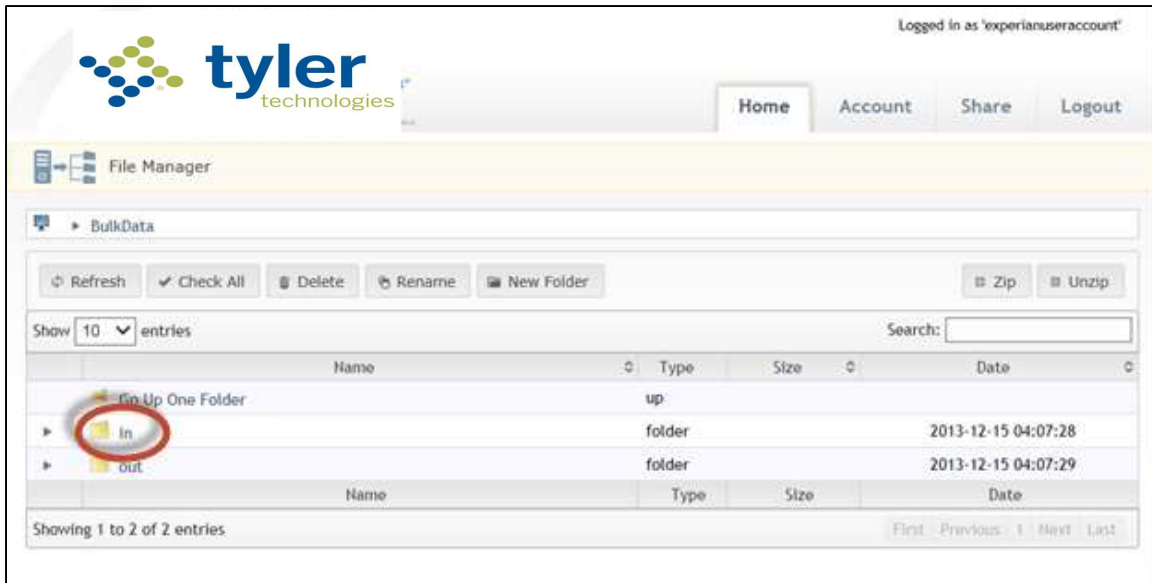 Logged in as 'experianuseraccount'
tyler
technologies
Home Account Share Logout
File Manager
BulkData
Refresh Check All Delete Rename New Folder Zip Unzip
Show 10 entries Search:
Name Type Size Date
Go Up One Folder up
in folder 2013-12-15 04:07:28
out folder 2013-12-15 04:07:29
Name Type Size Date
Showing 1 to 2 of 2 entries First Previous 1 Next Last